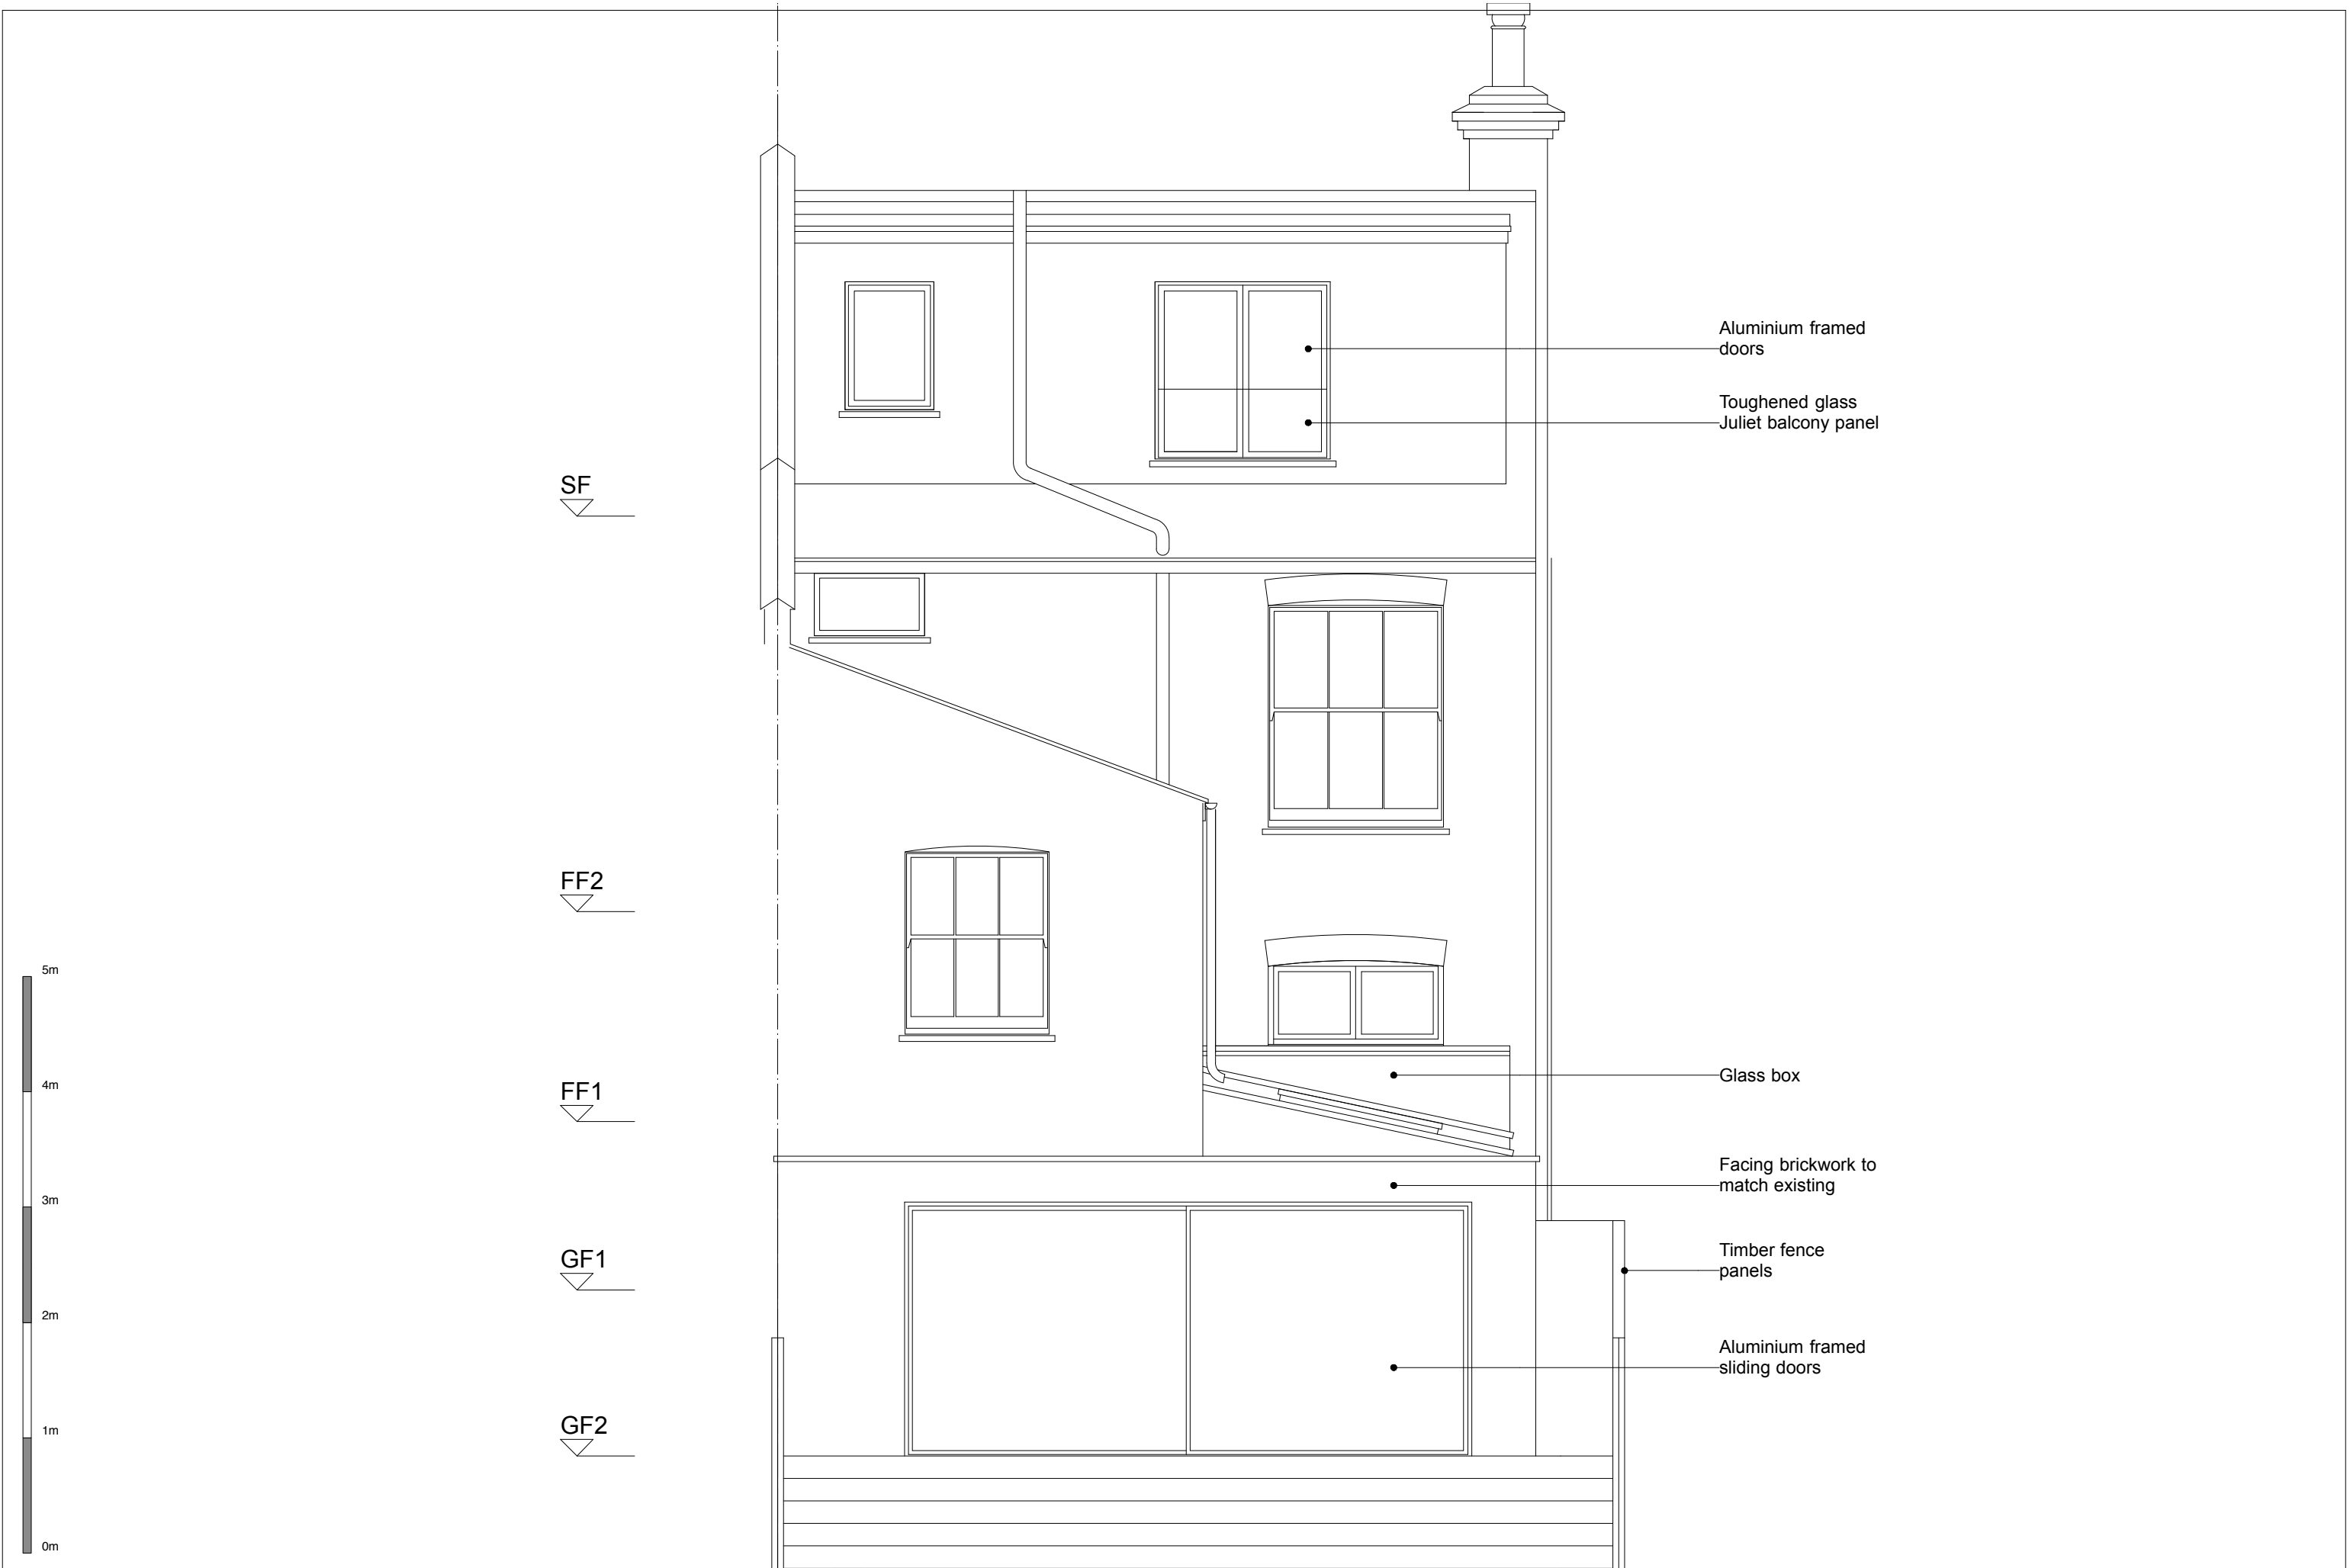 Aluminium framed
doors
Toughened glass
Juliet balcony panel
SF
FF2
5m
Glass box
4m
FF1
Facing brickwork to
match existing
3m
Timber fence
panels
GF1
2m
Aluminium framed
sliding doors
GF2
1m
0m